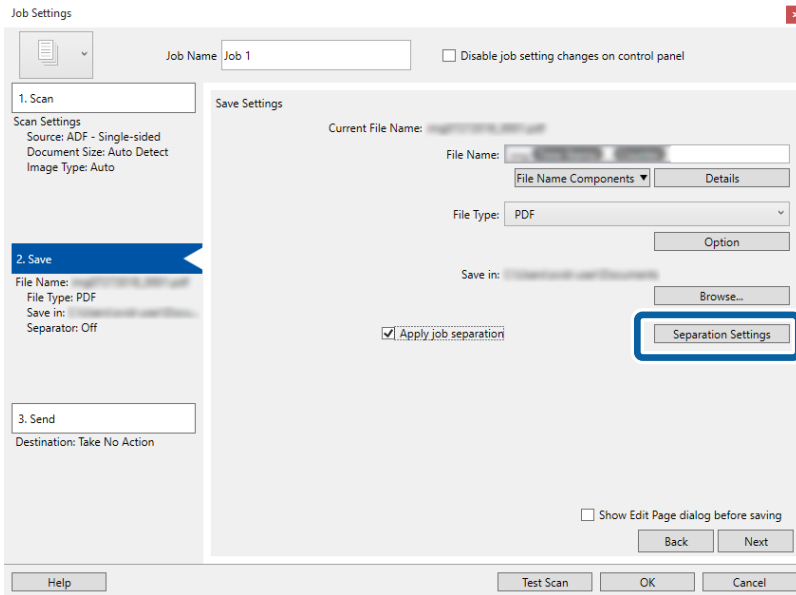 Job Settings
Job Name Job 1
Disable job setting changes on control panel
1. Scan
Scan Settings
Source: ADF - Single-sided
Document Size: Auto Detect
Image Type: Auto
2. Save
File Name:
File Type: PDF
Save in:
Separator: Off
3. Send
Destination: Take No Action
Save Settings
Current File Name:
File Name:
File Name Components ▼ Details
File Type: PDF
Option
Save in:
Browse...
Apply job separation Separation Settings
Show Edit Page dialog before saving
Back Next
Help Test Scan OK Cancel